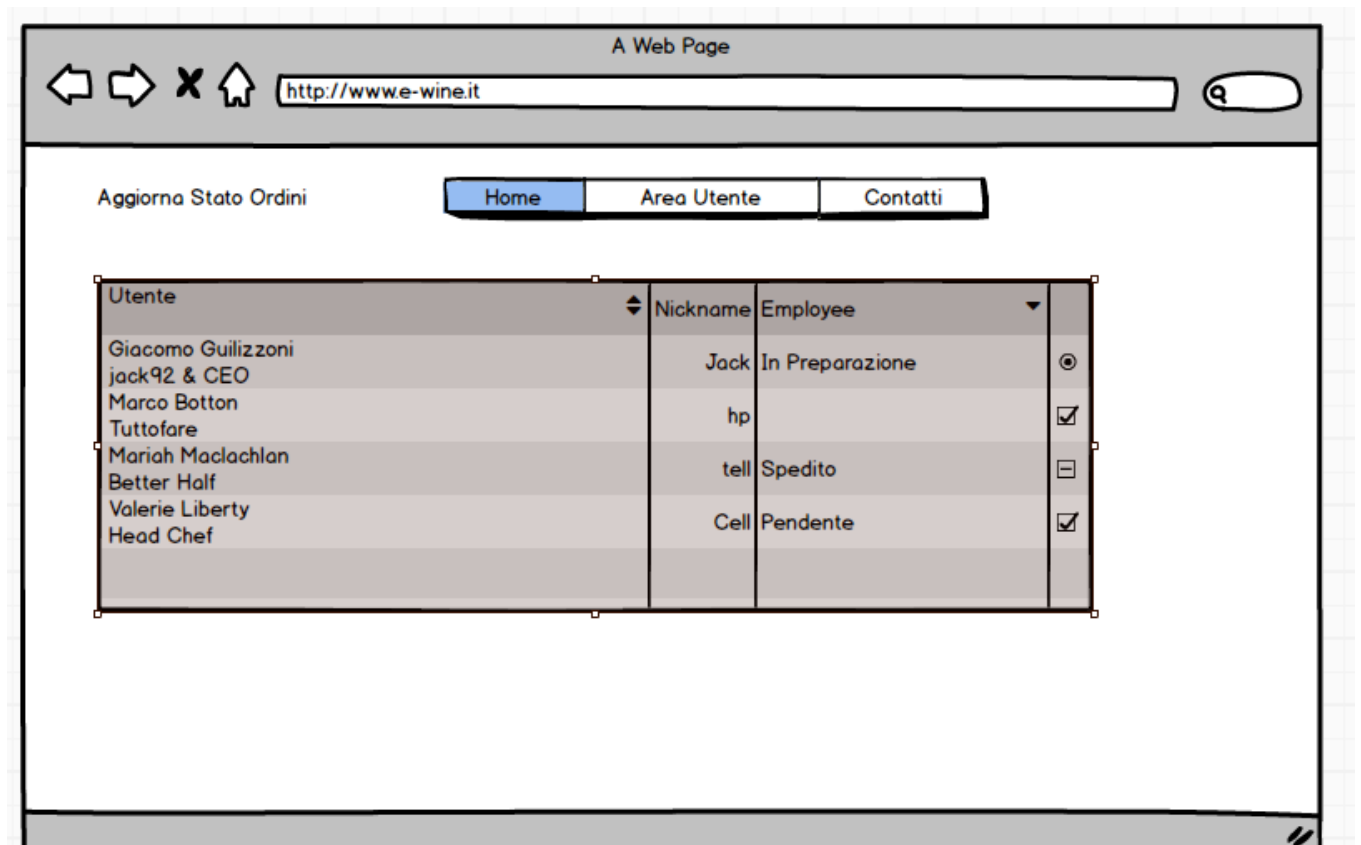 A Web Page
http://www.e-wine.it
Aggiorna Stato Ordini
Home
Area Utente
Contatti
Utente
Nickname
Employee
Giacomo Guilizzoni
jack92 & CEO
Jack
In Preparazione
Marco Botton
Tuttofare
hp
Mariah Maclachlan
Better Half
tell
Spedito
Valerie Liberty
Head Chef
Cell
Pendente